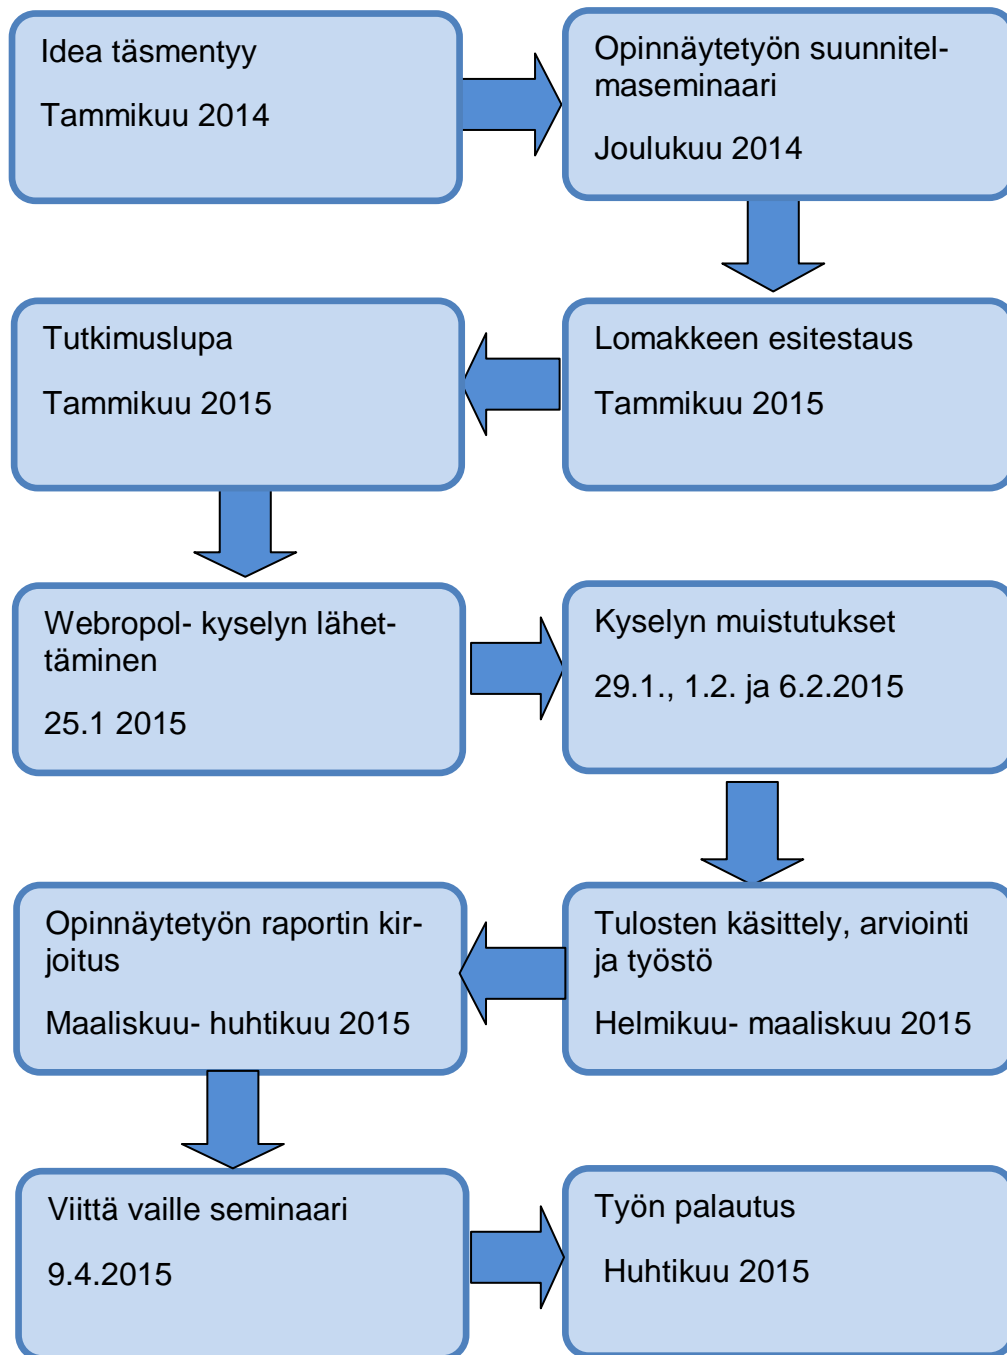 Idea täsmentyy
Tammikuu 2014
Opinnäytetyön suunnitel-
maseminaari
Joulukuu 2014
Lomakkeen esitestaus
Tammikuu 2015
Tutkimuslupa
Tammikuu 2015
Webropol- kyselyn lähet-
täminen
25.1 2015
Kyselyn muistutukset
29.1., 1.2. ja 6.2.2015
Tulosten käsittely, arviointi
ja työstö
Helmikuu- maaliskuu 2015
Opinnäytetyön raportin kir-
joitus
Maaliskuu- huhtikuu 2015
Viittä vaille seminaari
9.4.2015
Työn palautus
Huhtikuu 2015